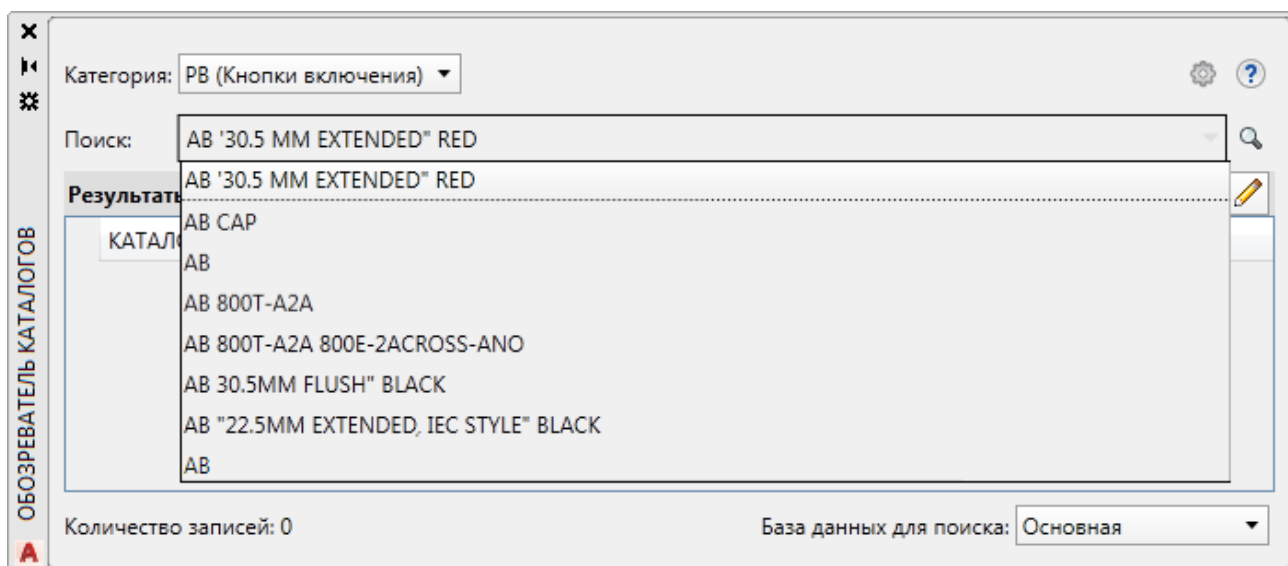 Категория: PB (Кнопки включения)
Поиск: AB '30.5 MM EXTENDED" RED
AB '30.5 MM EXTENDED" RED
Результаты
AB CAP
КАТАЛО
AB
AB 800T-A2A
AB 800T-A2A 800E-2ACROSS-ANO
AB 30.5MM FLUSH" BLACK
AB "22.5MM EXTENDED, IEC STYLE" BLACK
AB
Количество записей: 0 База данных для поиска: Основная
ОБОЗРЕВАТЕЛЬ КАТАЛОГОВ